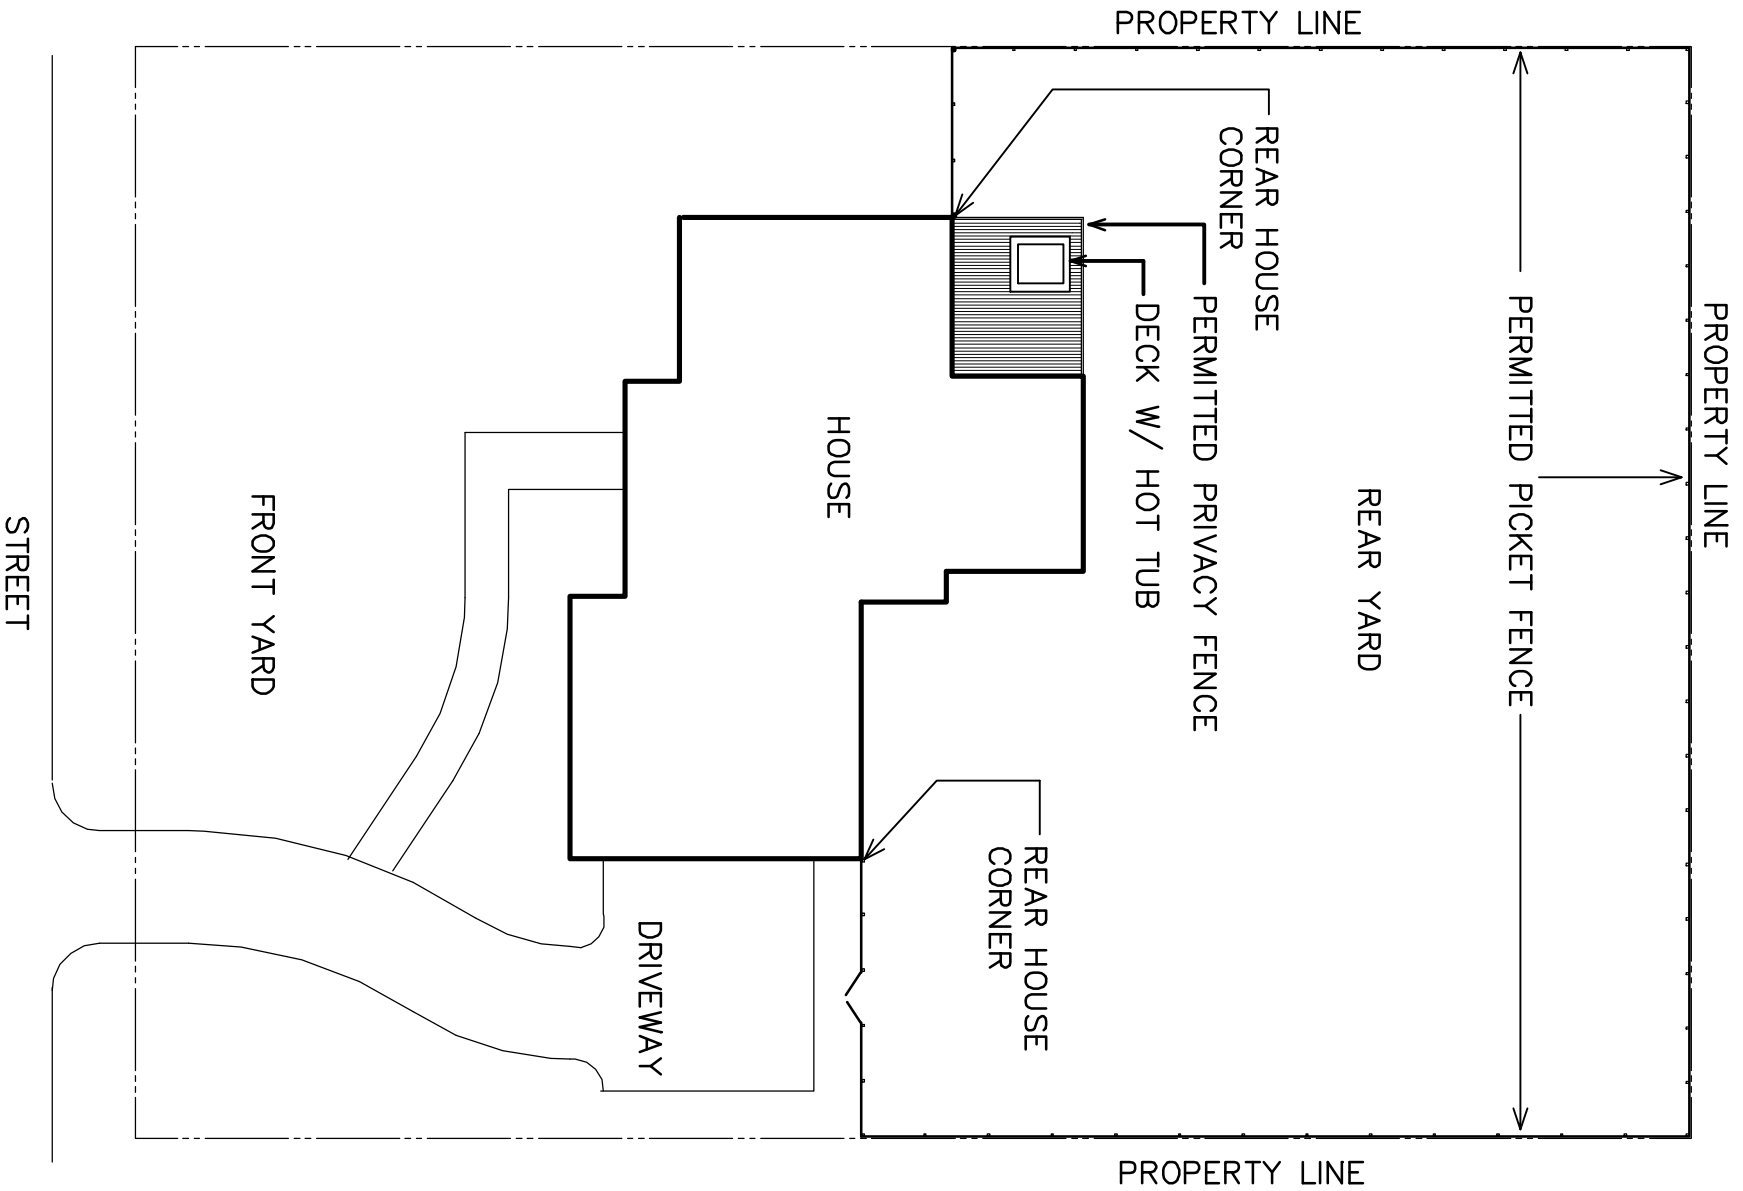 PROPERTY LINE
PROPERTY LINE
PERMITTED PICKET FENCE
REAR YARD
REAR HOUSE
CORNER
PERMITTED PRIVACY FENCE
DECK W/ HOT TUB
REAR HOUSE
CORNER
HOUSE
DRIVEWAY
FRONT YARD
STREET
PROPERTY LINE